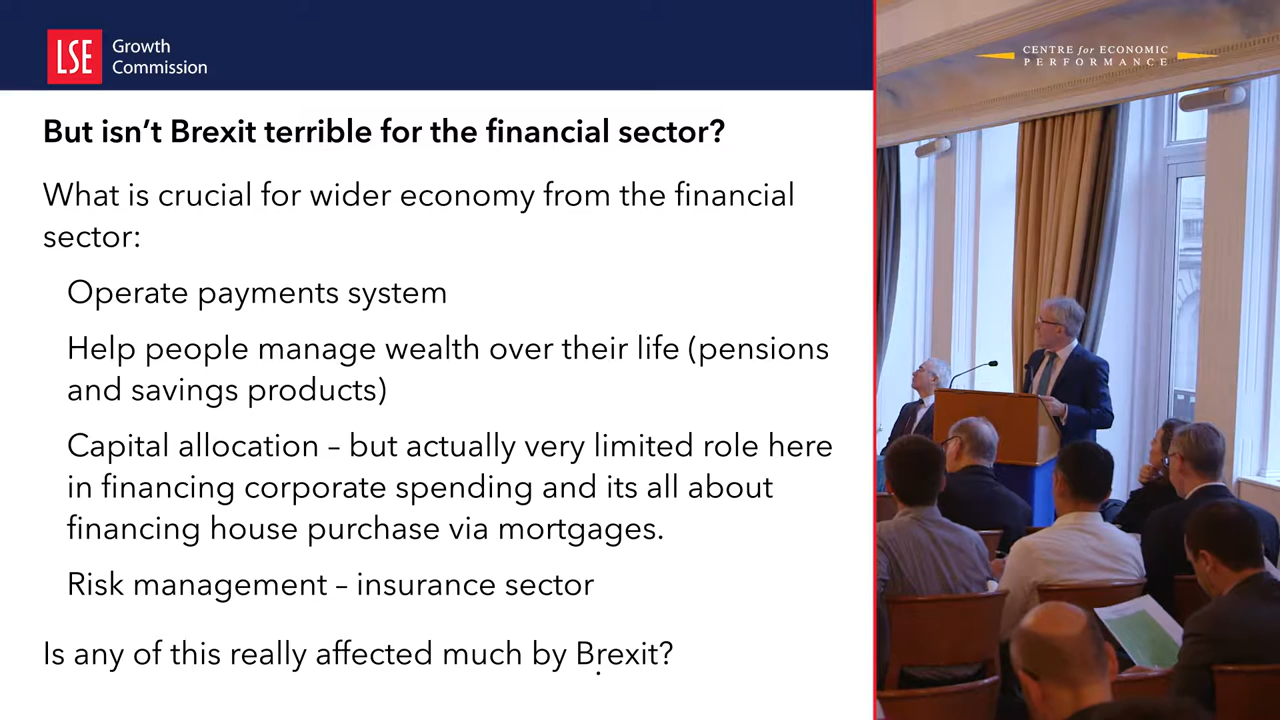 LSE
Growth
Commission
CENTRE for ECONOMIC
PERFORMANCE
But isn’t Brexit terrible for the financial sector?
What is crucial for wider economy from the financial
sector:
Operate payments system
Help people manage wealth over their life (pensions
and savings products)
Capital allocation – but actually very limited role here
in financing corporate spending and its all about
financing house purchase via mortgages.
Risk management – insurance sector
Is any of this really affected much by Brexit?